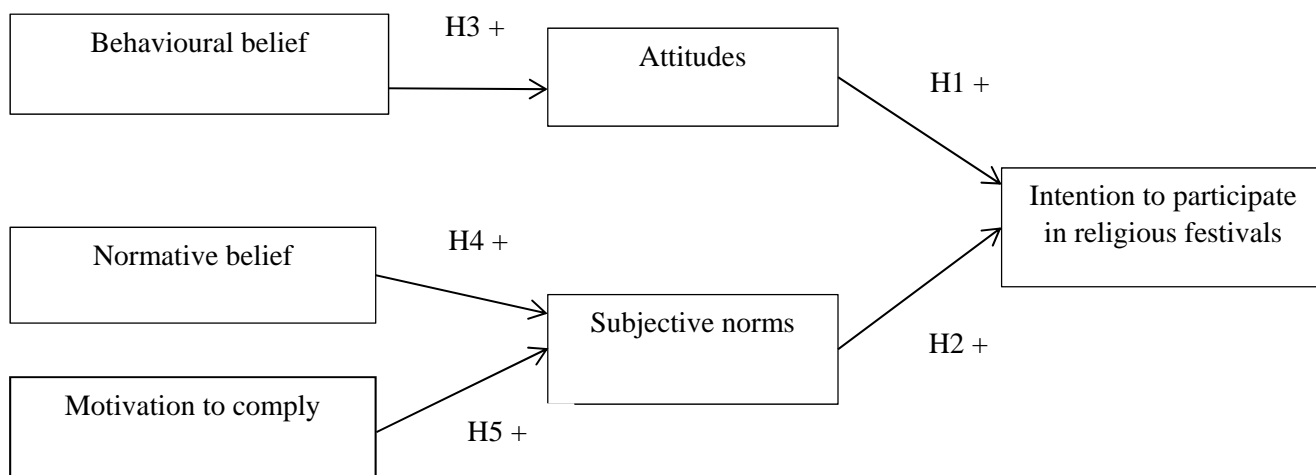 Behavioural belief
H3 +
Attitudes
H1 +
Intention to participate
in religious festivals
Normative belief
H4 +
Subjective norms
H2 +
Motivation to comply
H5 +